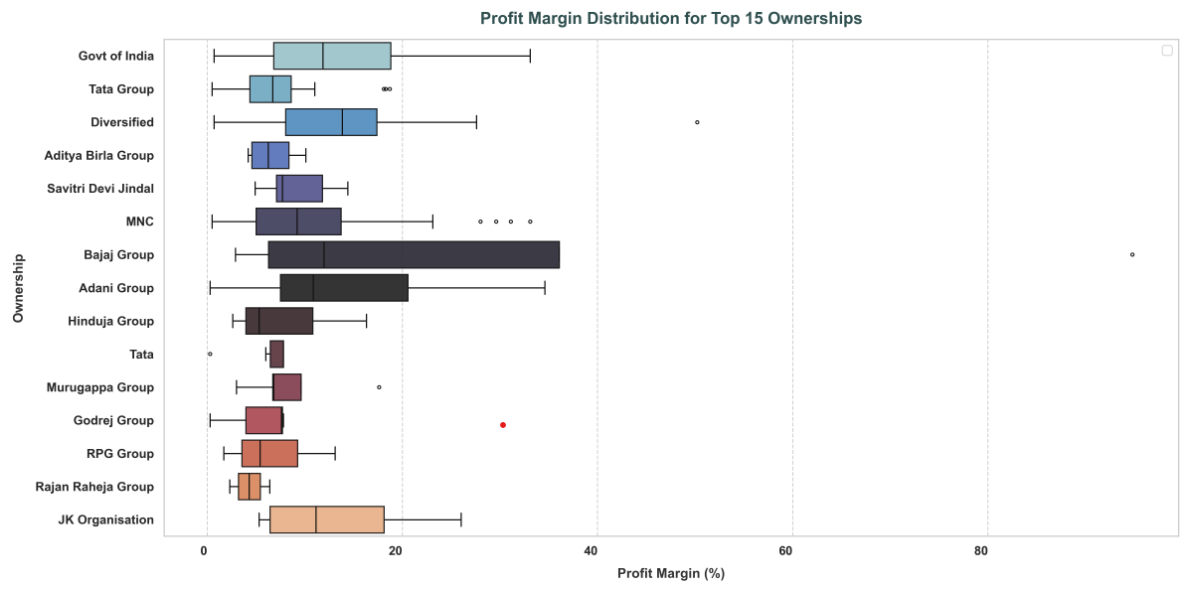 Profit Margin Distribution for Top 15 Ownerships
Ownership
Govt of India
Tata Group
Diversified
Aditya Birla Group
Savitri Devi Jindal
MNC
Bajaj Group
Adani Group
Hinduja Group
Tata
Murugappa Group
Godrej Group
RPG Group
Rajan Raheja Group
JK Organisation
0 20 40 60 80
Profit Margin (%)